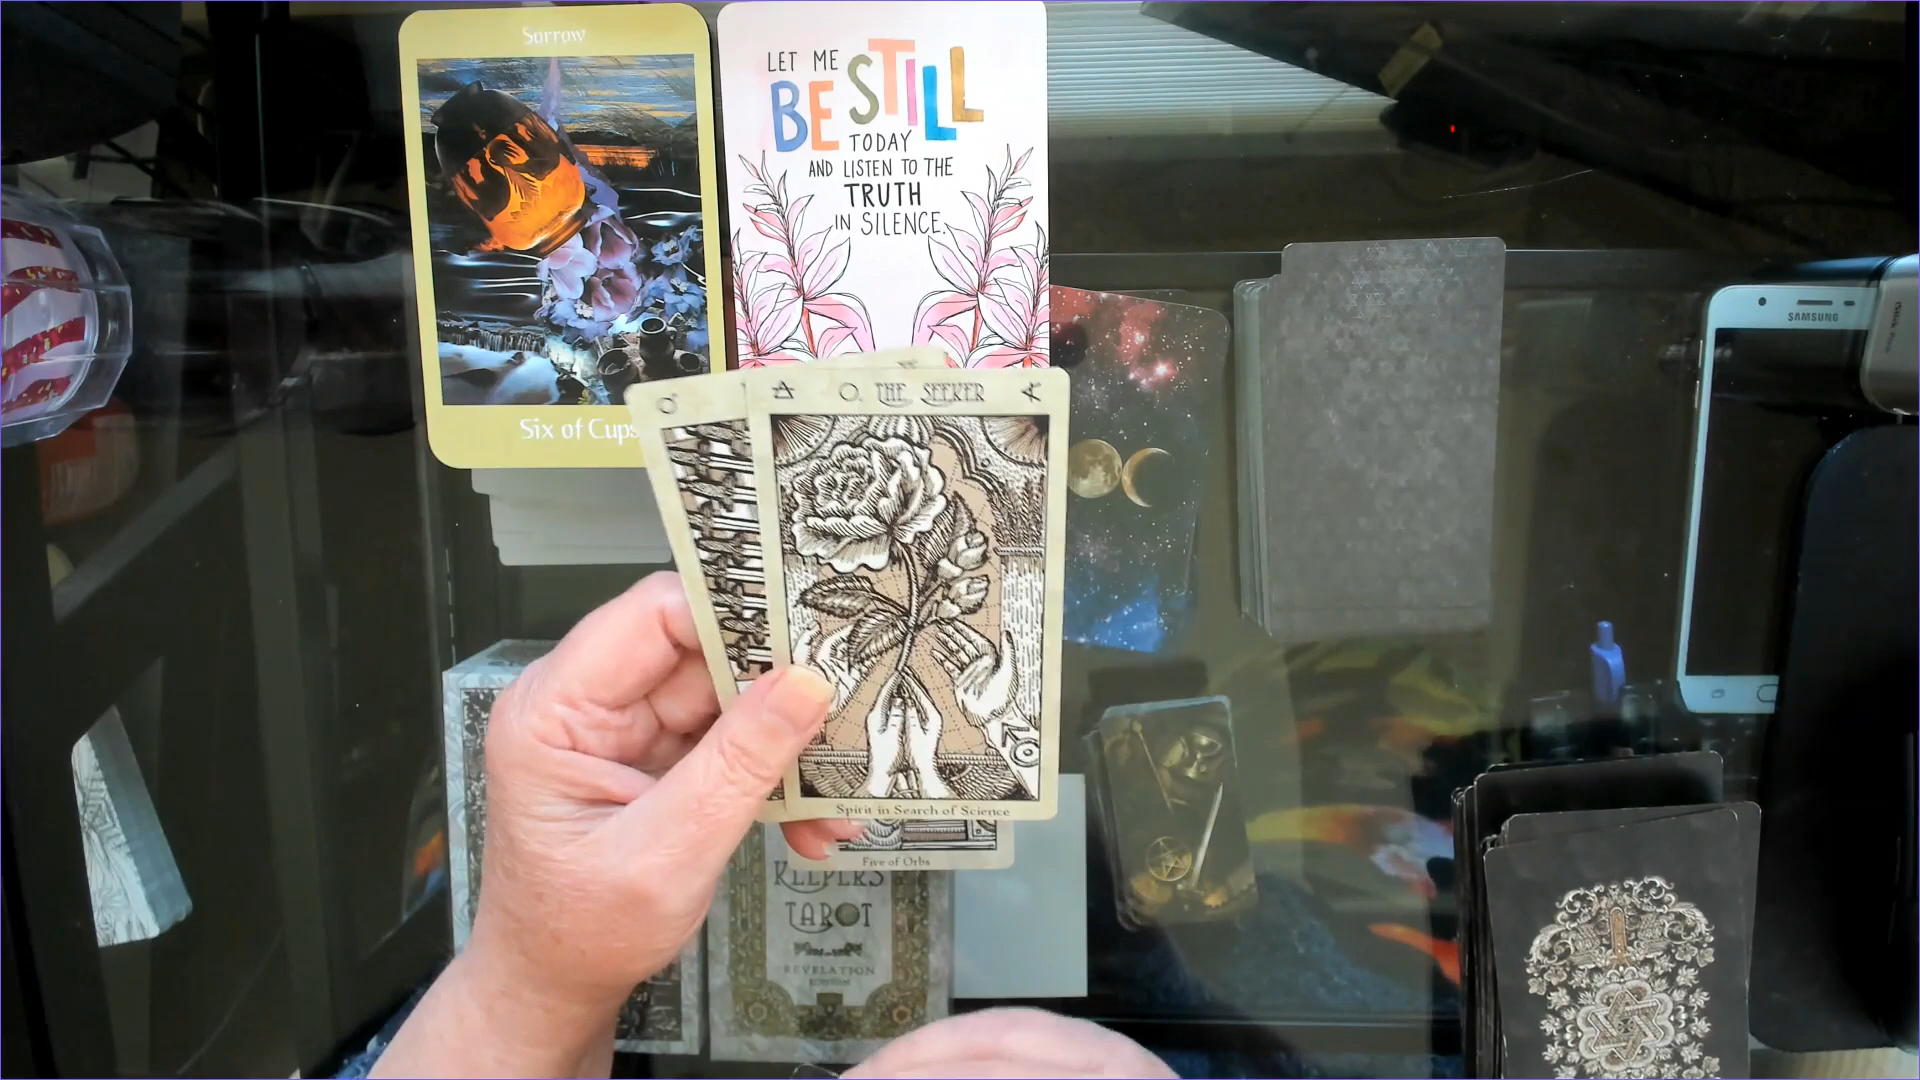 Sorrow
Six of Cups
LET ME
BE STILL
TODAY
AND LISTEN TO THE
TRUTH
IN SILENCE.
O. THE SEEKER
Spirit in Search of Science
Five of Orbs
KEEPERS
TAROT
REVELATION
EDITION
SAMSUNG